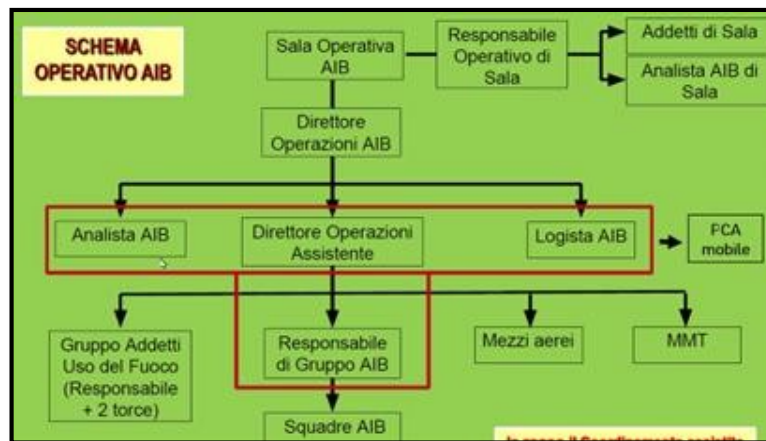 SCHEMA
OPERATIVO AIB
Sala Operativa
AIB
Responsabile
Operativo di
Sala
Addetti di Sala
Analista AIB di
Sala
Direttore
Operazioni AIB
Analista AIB
Direttore Operazioni
Assistente
Logista AIB
PCA
mobile
Gruppo Addetti
Uso del Fuoco
(Responsabile
+ 2 torce)
Responsabile
di Gruppo AIB
Mezzi aerei
MMT
Squadre AIB